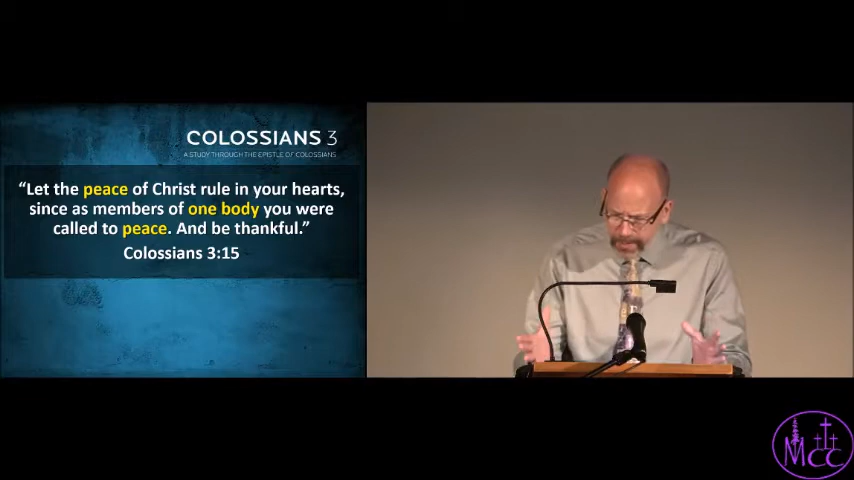 COLOSSIANS 3
A STUDY THROUGH THE EPISTLE OF COLOSSIANS
“Let the peace of Christ rule in your hearts,
since as members of one body you were
called to peace. And be thankful.”
Colossians 3:15
MCC